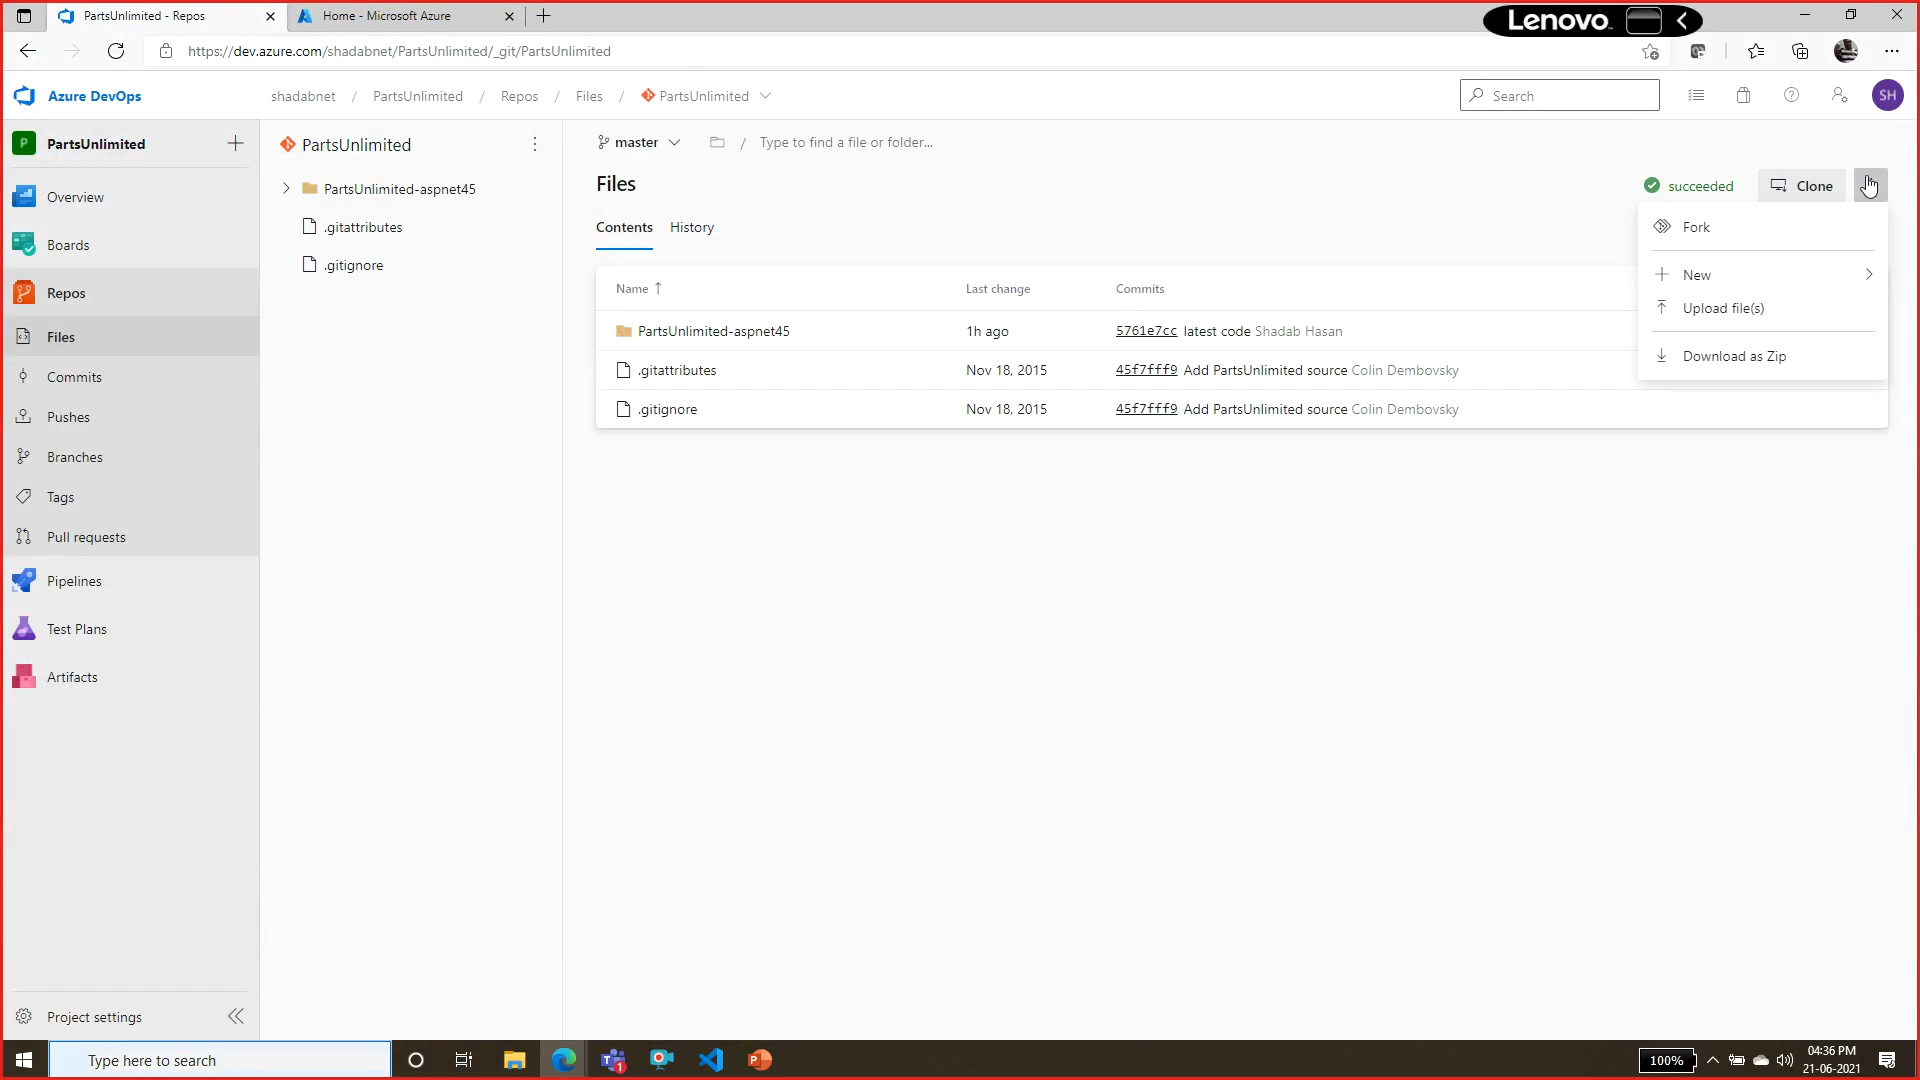 PartsUnlimited - Repos
Home - Microsoft Azure
Lenovo
https://dev.azure.com/shadabnet/PartsUnlimited/_git/PartsUnlimited
Azure DevOps
shadabnet / PartsUnlimited / Repos / Files / PartsUnlimited
Search
SH
P PartsUnlimited
Overview
Boards
Repos
Files
Commits
Pushes
Branches
Tags
Pull requests
Pipelines
Test Plans
Artifacts
Project settings
PartsUnlimited
PartsUnlimited-aspnet45
.gitattributes
.gitignore
master / Type to find a file or folder...
Files
succeeded
Clone
Contents History
Fork
New
Upload file(s)
Download as Zip
Name ↑ Last change Commits
PartsUnlimited-aspnet45 1h ago 5761e7cc latest code Shadab Hasan
.gitattributes Nov 18, 2015 45f7fff9 Add PartsUnlimited source Colin Dembovsky
.gitignore Nov 18, 2015 45f7fff9 Add PartsUnlimited source Colin Dembovsky
Type here to search
1
100%
04:36 PM
21-06-2021